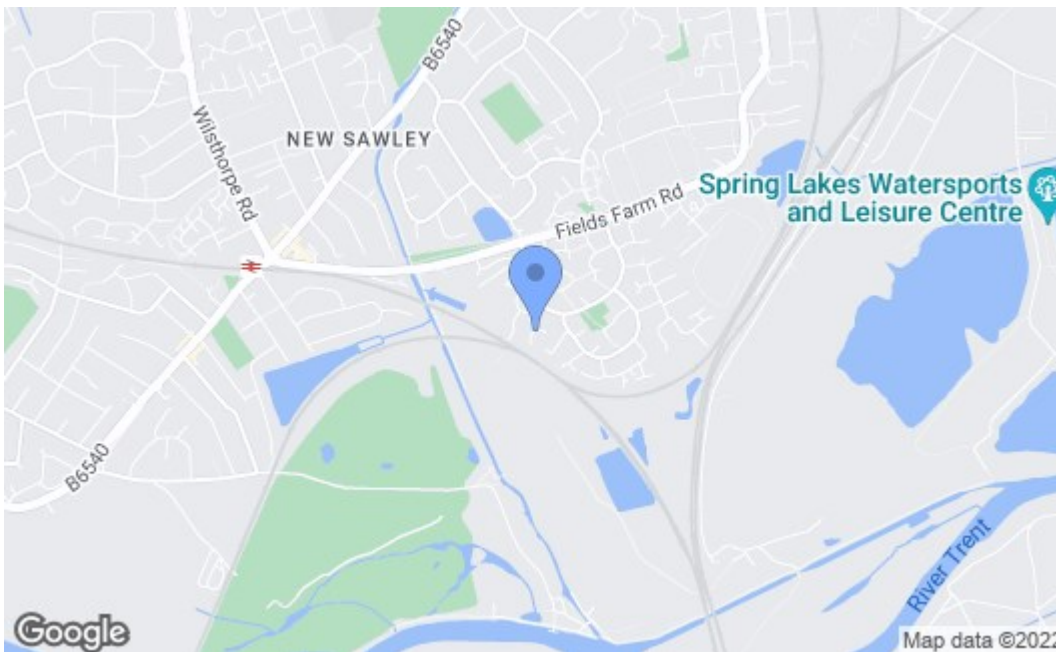 B6540
Wilsthorpe Rd
NEW SAWLEY
Fields Farm Rd
Spring Lakes Watersports
and Leisure Centre
B6540
River Trent
Google
Map data ©2022